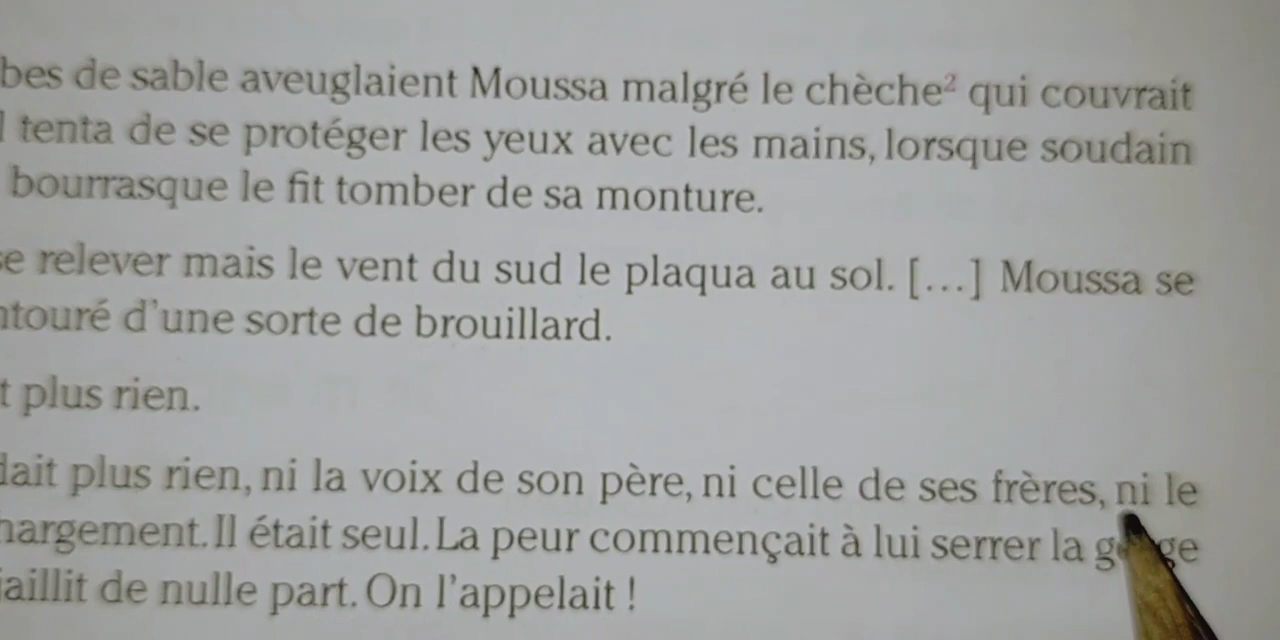 bes de sable aveuglaient Moussa malgré le chèche² qui couvrait
tenta de se protéger les yeux avec les mains, lorsque soudain
bourrasque le fit tomber de sa monture.
relever mais le vent du sud le plaqua au sol. [...] Moussa se
ntouré d'une sorte de brouillard.
t plus rien.
dait plus rien, ni la voix de son père, ni celle de ses frères, ni le
hargement. Il était seul. La peur commençait à lui serrer la
jaillit de nulle part. On l'appelait !